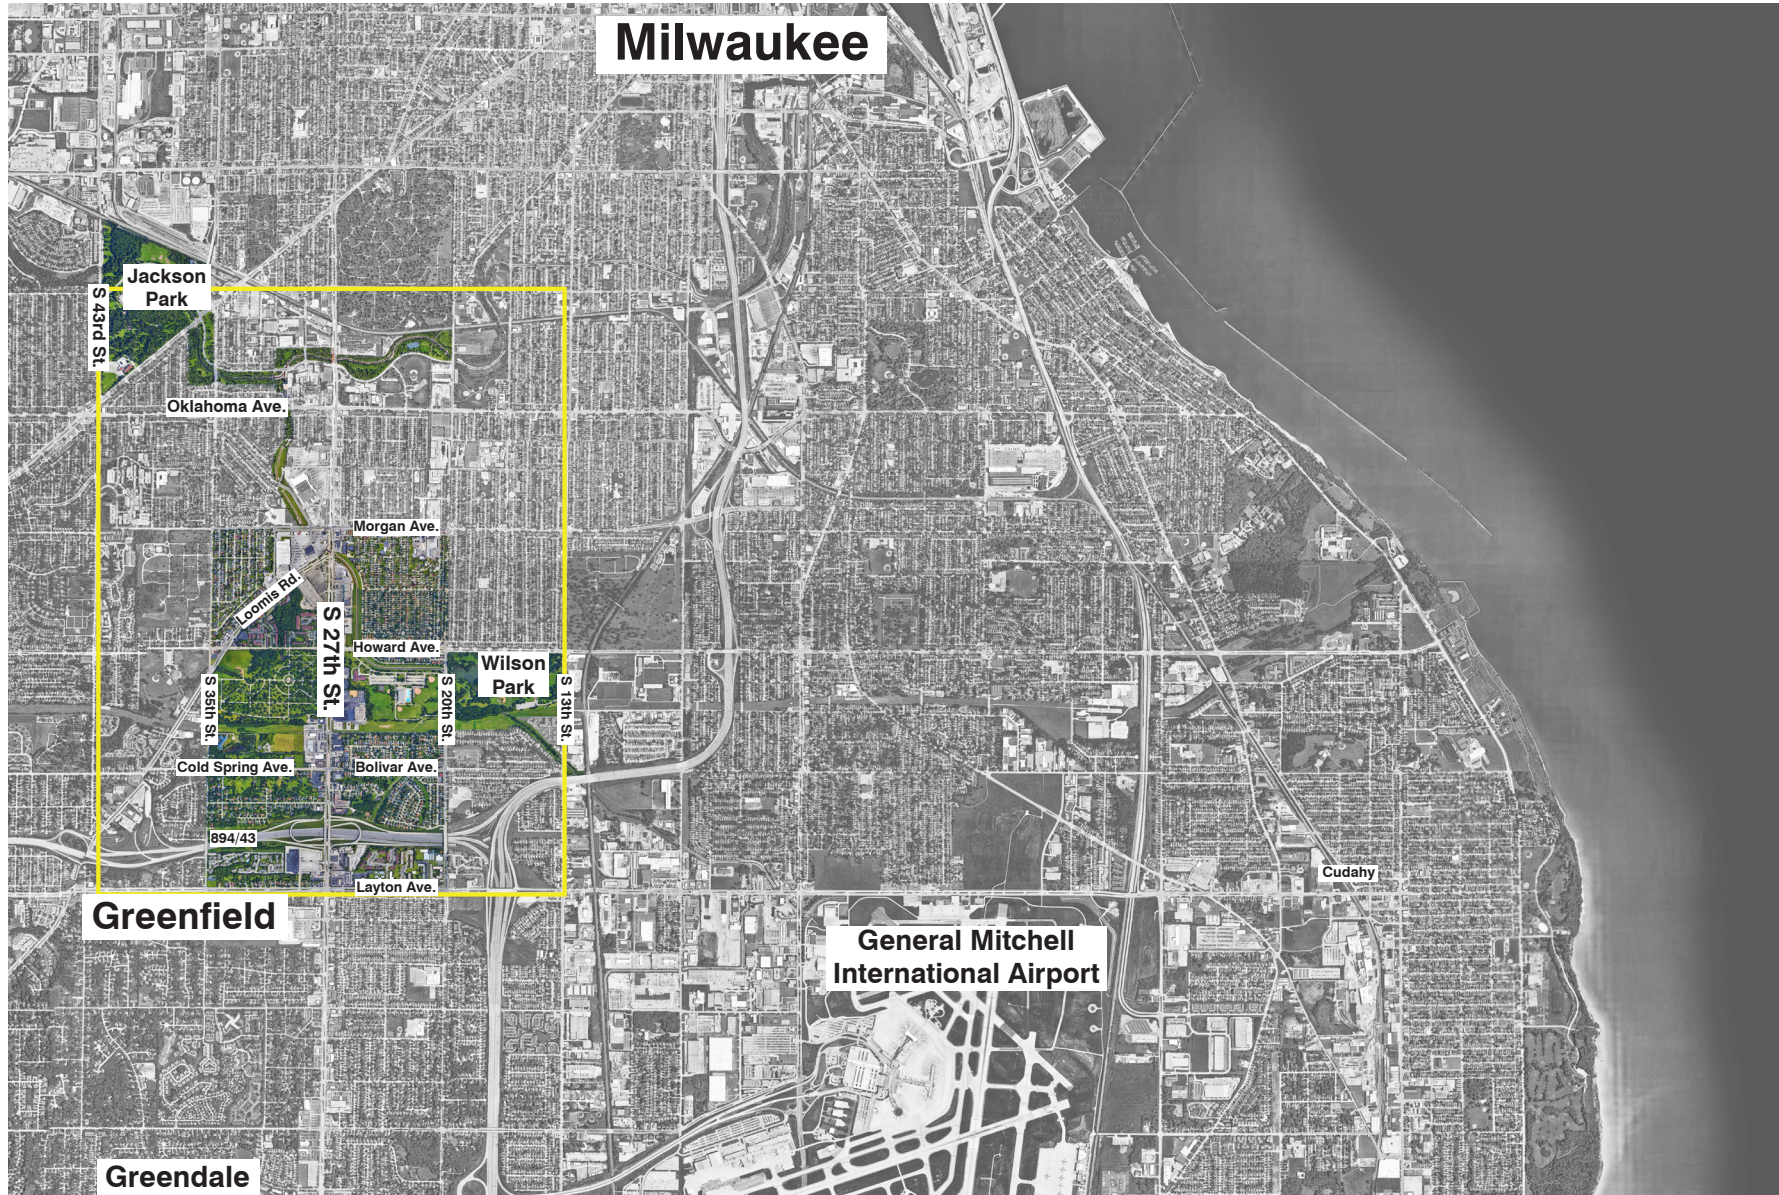 Milwaukee
Jackson
Park
S 43rd St.
Oklahoma Ave.
Morgan Ave.
Loomis Rd.
S 27th St.
Howard Ave.
Wilson
Park
S 35th St.
S 20th St.
S 13th St.
Cold Spring Ave.
Bolivar Ave.
894/43
Layton Ave.
Cudahy
Greenfield
General Mitchell
International Airport
Greendale